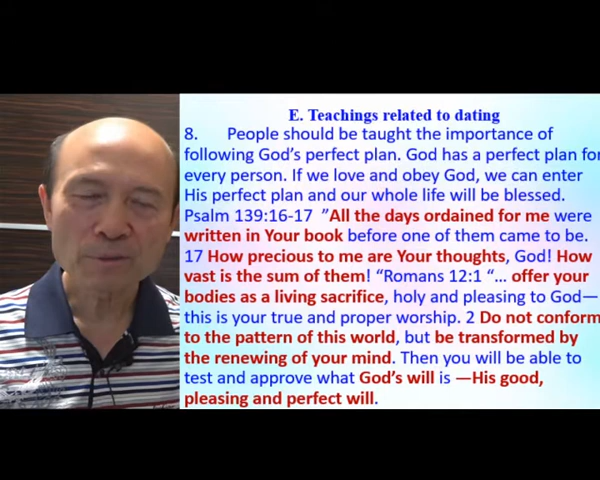 E. Teachings related to dating
8. People should be taught the importance of
following God's perfect plan. God has a perfect plan for
every person. If we love and obey God, we can enter
His perfect plan and our whole life will be blessed.
Psalm 139:16-17 "All the days ordained for me were
written in Your book before one of them came to be.
17 How precious to me are Your thoughts, God! How
vast is the sum of them! "Romans 12:1 "... offer your
bodies as a living sacrifice, holy and pleasing to God—
this is your true and proper worship. 2 Do not conform
to the pattern of this world, but be transformed by
the renewing of your mind. Then you will be able to
test and approve what God's will is —His good,
pleasing and perfect will.